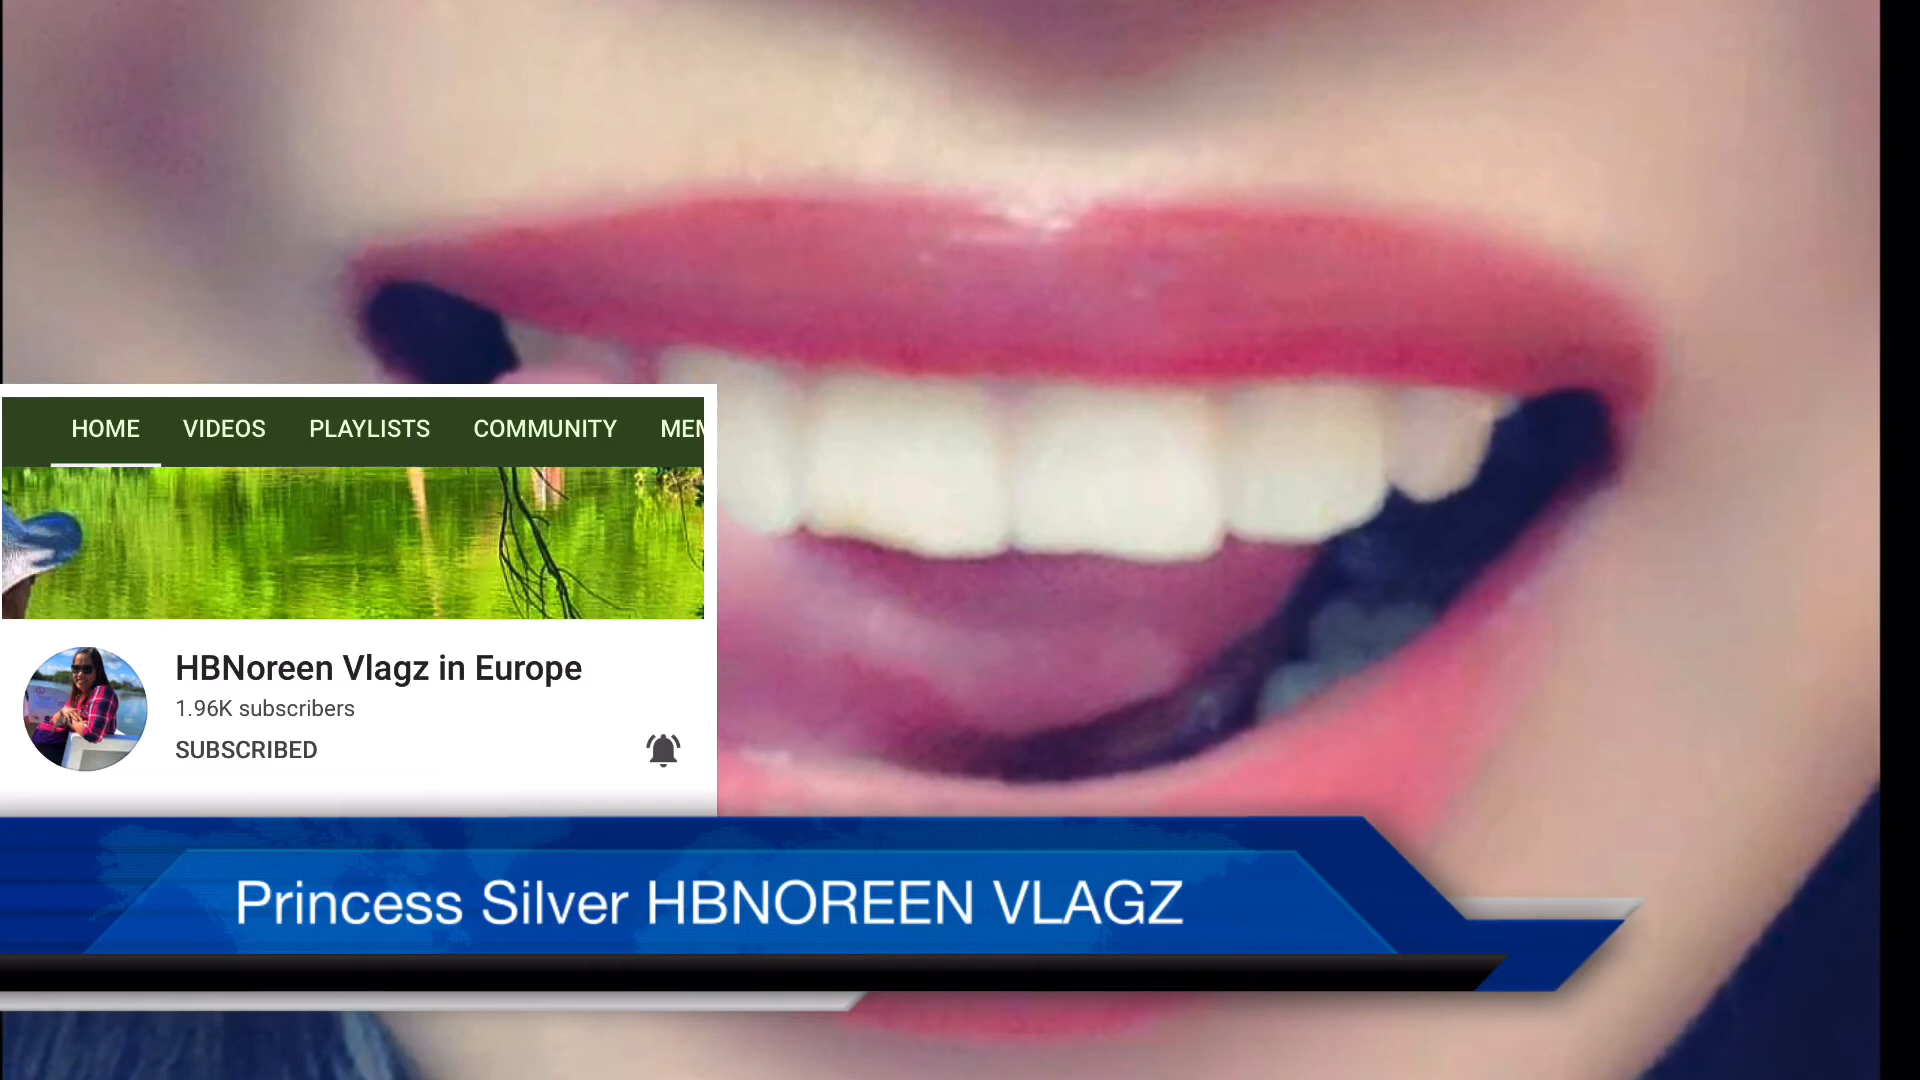 HOME VIDEOS PLAYLISTS COMMUNITY
HBNoreen Vlagz in Europe
1.96K subscribers
SUBSCRIBED
Princess Silver HBNOREEN VLAGZ